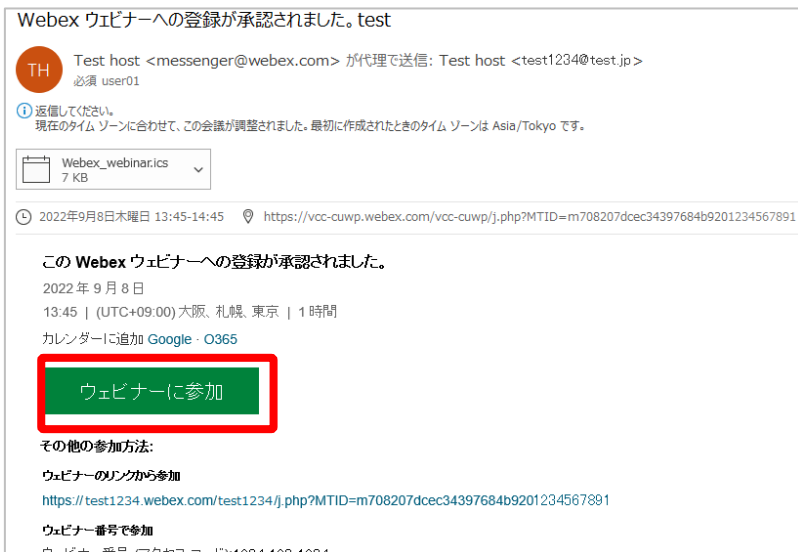 Webex ウェビナーへの登録が承認されました。test
TH
Test host <messenger@webex.com> が代理で送信: Test host <test1234@test.jp>
必須 user01
返信してください。
現在のタイム ゾーンに合わせて、この会議が調整されました。最初に作成されたときのタイム ゾーンは Asia/Tokyo です。
Webex_webinar.ics
7 KB
2022年9月8日木曜日 13:45-14:45 https://vcc-cuwp.webex.com/vcc-cuwp/j.php?MTID=m708207dcec34397684b9201234567891
この Webex ウェビナーへの登録が承認されました。
2022 年 9 月 8 日
13:45 | (UTC+09:00) 大阪、札幌、東京 | 1 時間
カレンダーに追加 Google · O365
ウェビナーに参加
その他の参加方法:
ウェビナーのリンクから参加
https://test1234.webex.com/test1234/j.php?MTID=m708207dcec34397684b9201234567891
ウェビナー番号で参加